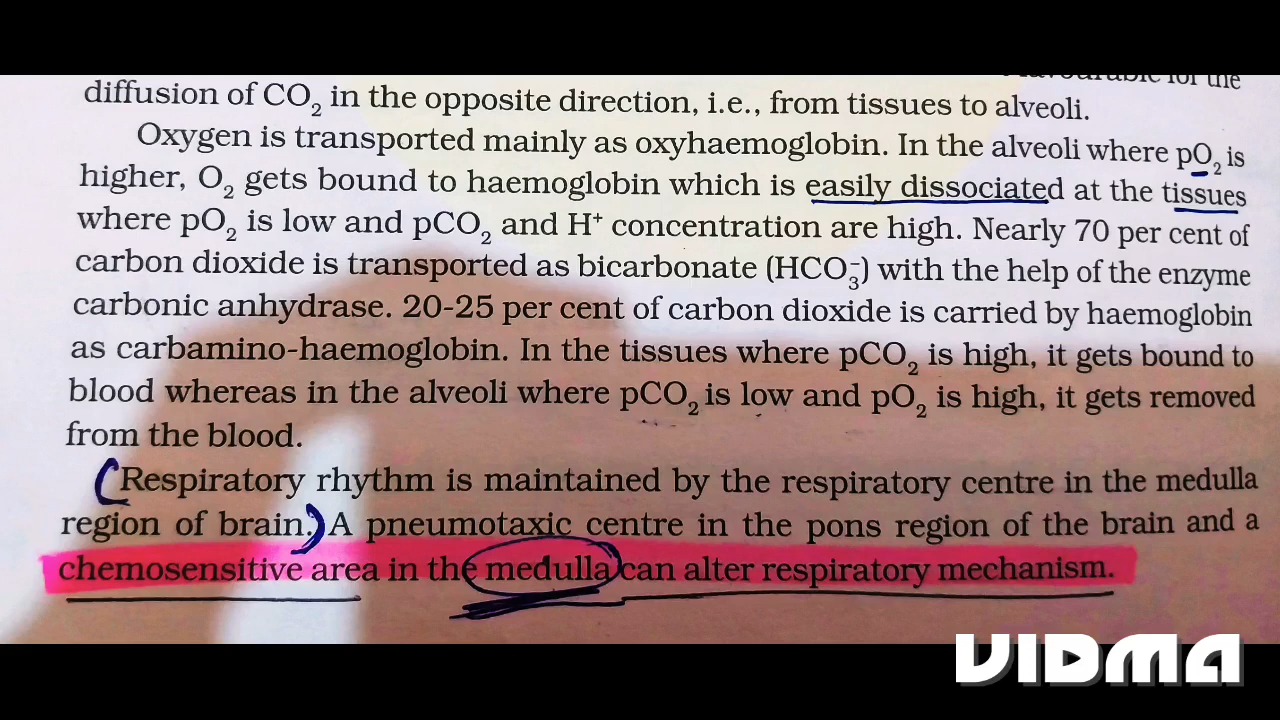 favourable for the
diffusion of CO₂ in the opposite direction, i.e., from tissues to alveoli.
Oxygen is transported mainly as oxyhaemoglobin. In the alveoli where pO₂ is
higher, O₂ gets bound to haemoglobin which is easily dissociated at the tissues
where pO₂ is low and pCO₂ and H⁺ concentration are high. Nearly 70 per cent of
carbon dioxide is transported as bicarbonate (HCO₃⁻) with the help of the enzyme
carbonic anhydrase. 20-25 per cent of carbon dioxide is carried by haemoglobin
as carbamino-haemoglobin. In the tissues where pCO₂ is high, it gets bound to
blood whereas in the alveoli where pCO₂ is low and pO₂ is high, it gets removed
from the blood.
(Respiratory rhythm is maintained by the respiratory centre in the medulla
region of brain.) A pneumotaxic centre in the pons region of the brain and a
chemosensitive area in the medulla can alter respiratory mechanism.
VIDMA